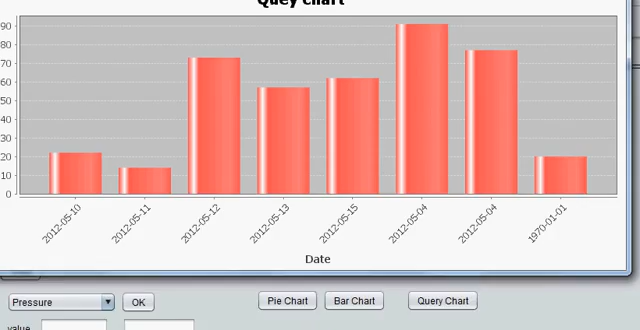 Quey chart
90
80
70
60
50
40
30
20
10
0
2012-05-10 2012-05-11 2012-05-12 2012-05-13 2012-05-15 2012-05-04 2012-05-04 1970-01-01
Date
Pressure OK Pie Chart Bar Chart Query Chart
value